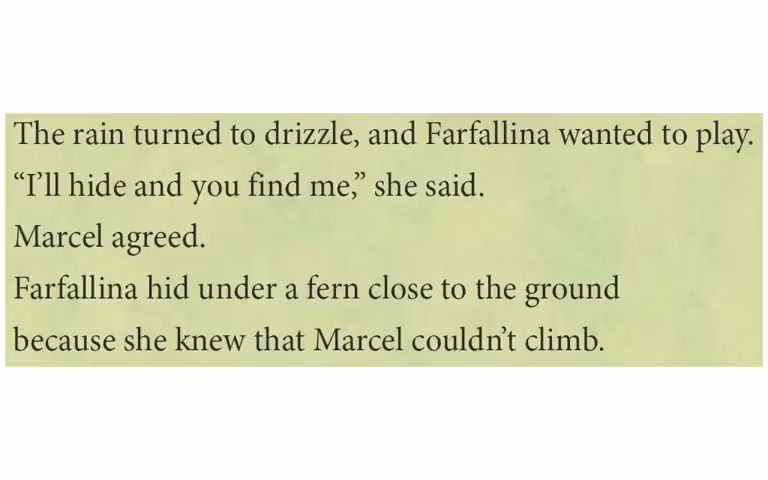 The rain turned to drizzle, and Farfallina wanted to play.
“I’ll hide and you find me,” she said.
Marcel agreed.
Farfallina hid under a fern close to the ground
because she knew that Marcel couldn’t climb.